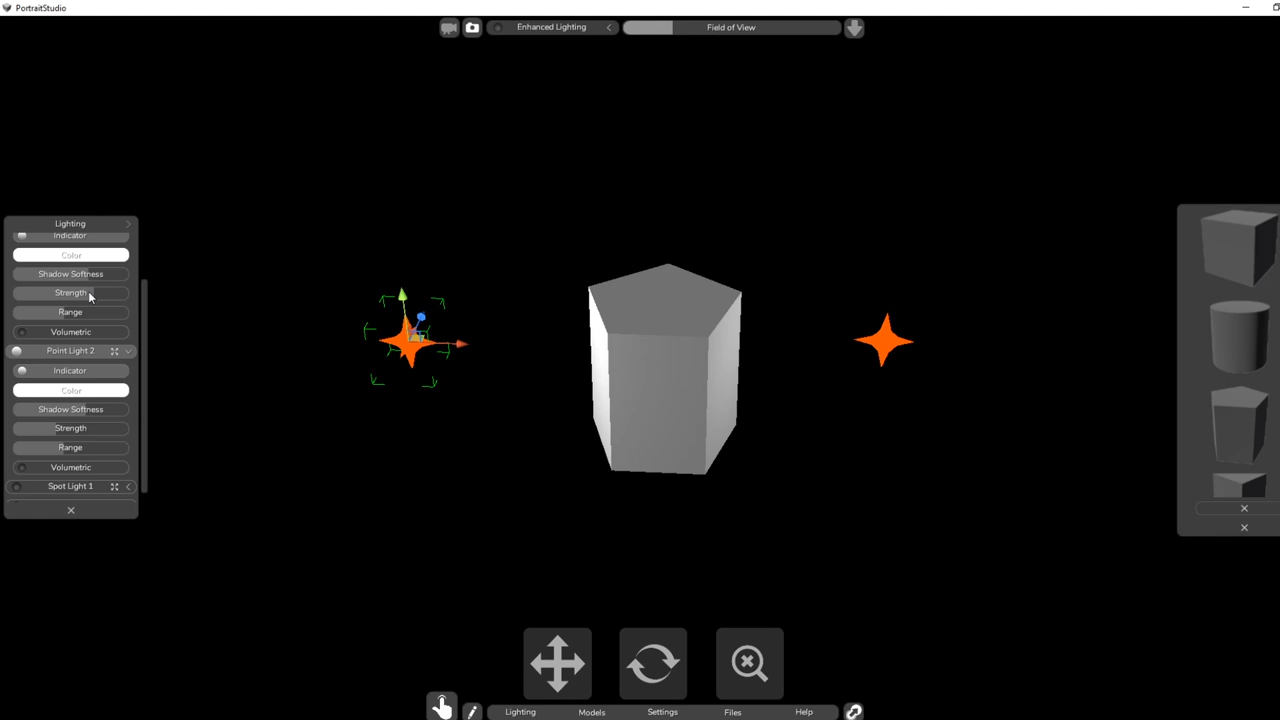 PortraitStudio
Enhanced Lighting
Field of View
Lighting
Indicator
Color
Shadow Softness
Strength
Range
Volumetric
Point Light 2
Indicator
Color
Shadow Softness
Strength
Range
Volumetric
Spot Light 1
Lighting Models Settings Files Help